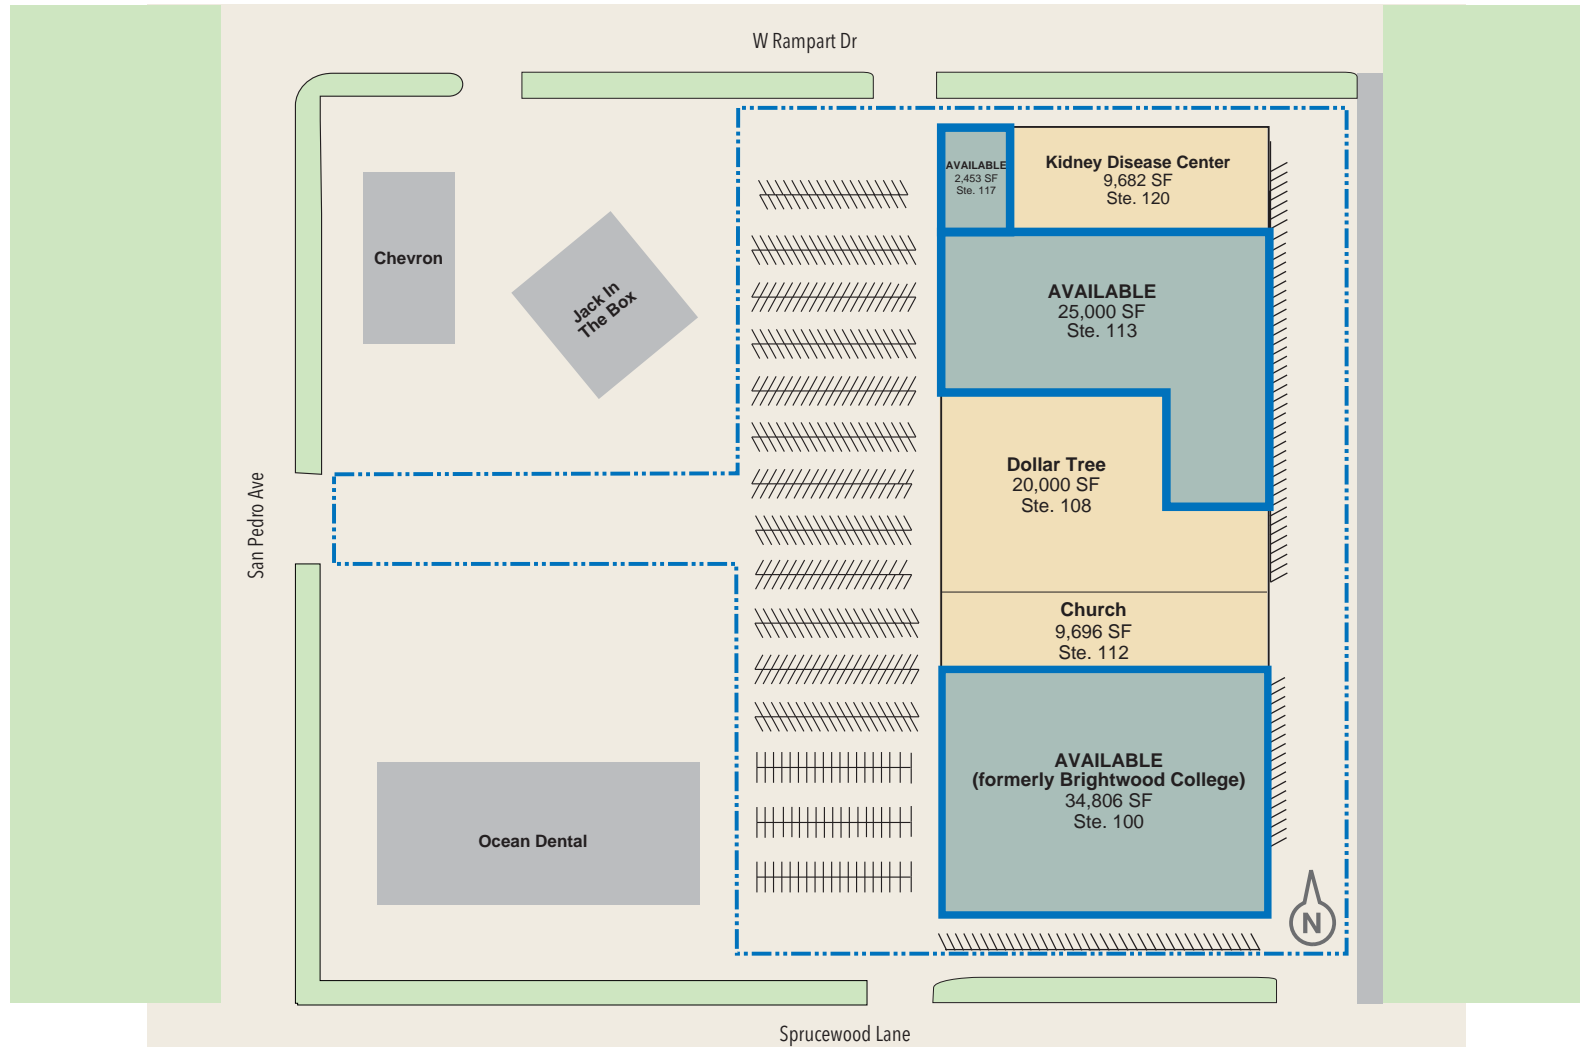 W Rampart Dr
AVAILABLE
2,453 SF
Ste. 117
Kidney Disease Center
9,682 SF
Ste. 120
Chevron
Jack In
The Box
AVAILABLE
25,000 SF
Ste. 113
Dollar Tree
20,000 SF
Ste. 108
San Pedro Ave
Church
9,696 SF
Ste. 112
AVAILABLE
(formerly Brightwood College)
34,806 SF
Ste. 100
Ocean Dental
N
Sprucewood Lane